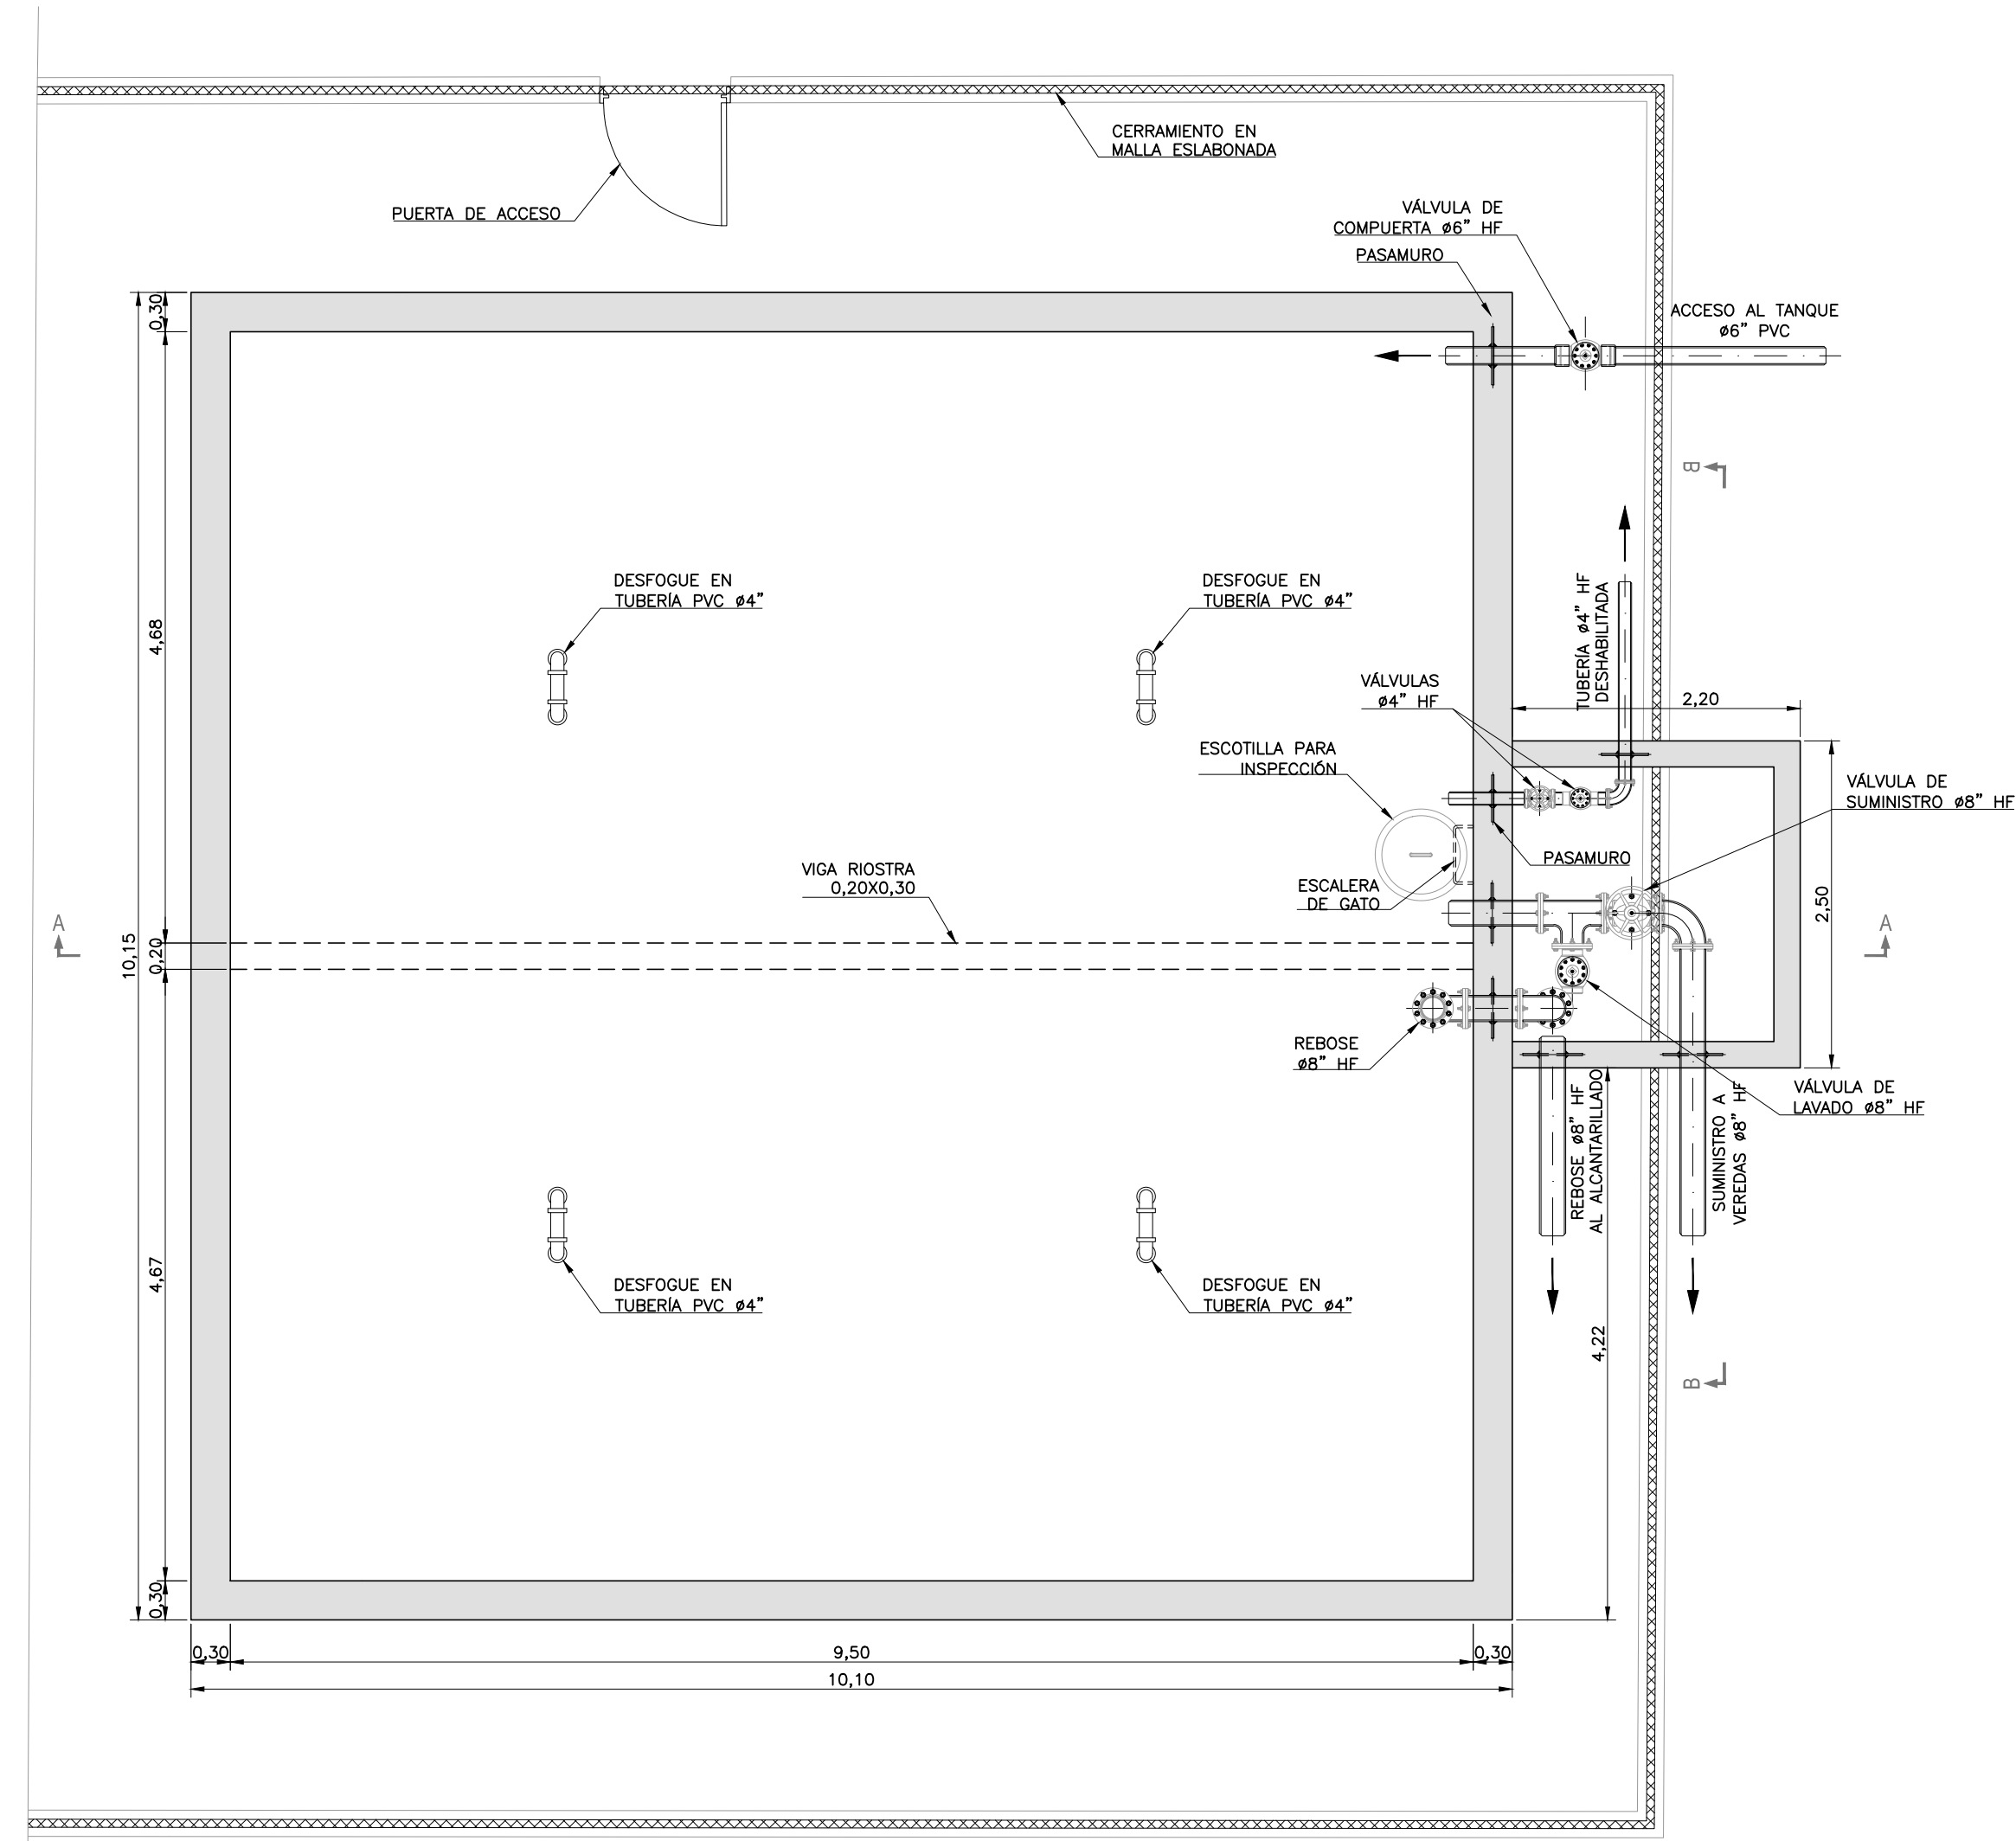 CERRAMIENTO EN
MALLA ESLABONADA
PUERTA DE ACCESO
VÁLVULA DE
COMPUERTA ø6” HF
PASAMURO
ACCESO AL TANQUE
ø6” PVC
0,30
B
DESFOGUE EN
TUBERÍA PVC ø4”
DESFOGUE EN
TUBERÍA PVC ø4”
TUBERÍA ø4” HF
DESHABILITADA
4,68
VÁLVULAS
ø4” HF
2,20
ESCOTILLA PARA
INSPECCIÓN
VÁLVULA DE
SUMINISTRO ø8” HF
PASAMURO
VIGA RIOSTRA
0,20X0,30
ESCALERA
DE GATO
2,50
A
A
10,15
0,20
REBOSE
ø8” HF
VÁLVULA DE
LAVADO ø8” HF
REBOSE ø8” HF
AL ALCANTARILLADO
SUMINISTRO A
VEREDAS ø8” HF
4,67
DESFOGUE EN
TUBERÍA PVC ø4”
DESFOGUE EN
TUBERÍA PVC ø4”
4,22
B
0,30
0,30
9,50
0,30
10,10